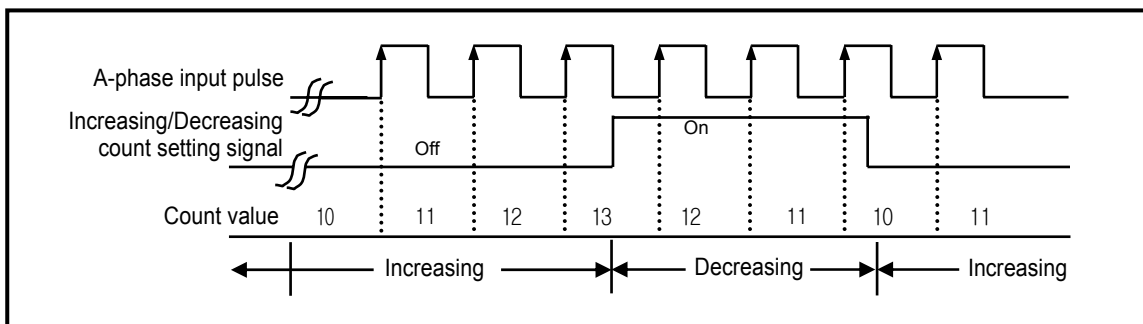 A-phase input pulse
Increasing/Decreasing
count setting signal
Off
On
Count value 10 11 12 13 12 11 10 11
Increasing Decreasing Increasing